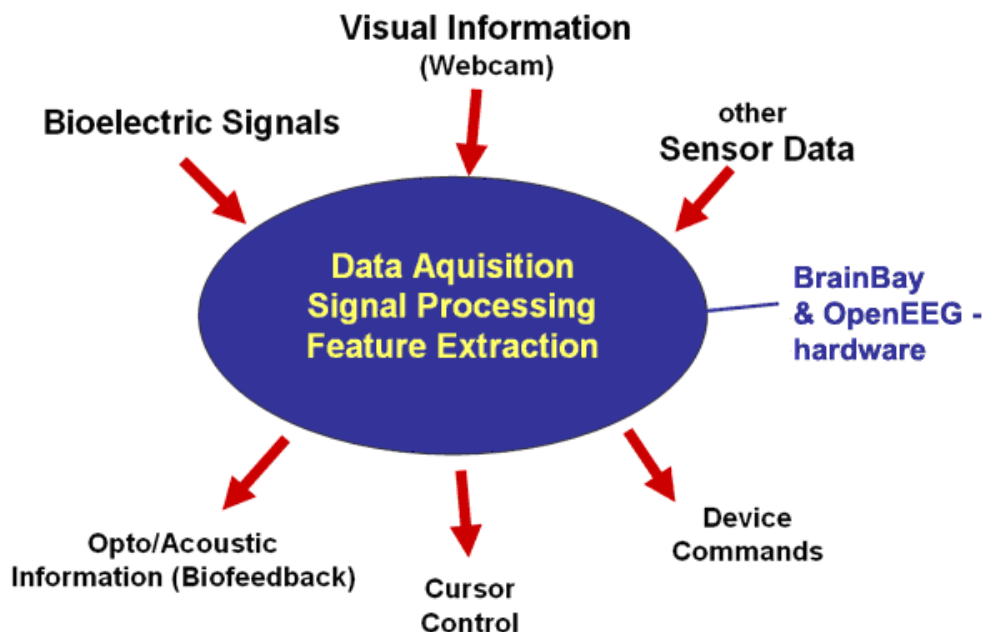 Visual Information
(Webcam)
Bioelectric Signals
other
Sensor Data
Data Aquisition
Signal Processing
Feature Extraction
BrainBay
& OpenEEG -
hardware
Opto/Acoustic
Information (Biofeedback)
Cursor
Control
Device
Commands